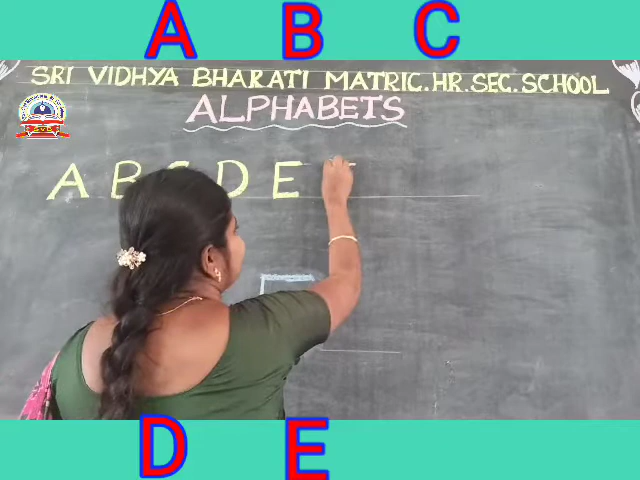 A B C
SRI VIDHYA BHARATI MATRIC.HR.SEC.SCHOOL
ALPHABETS
A B C D E
D E